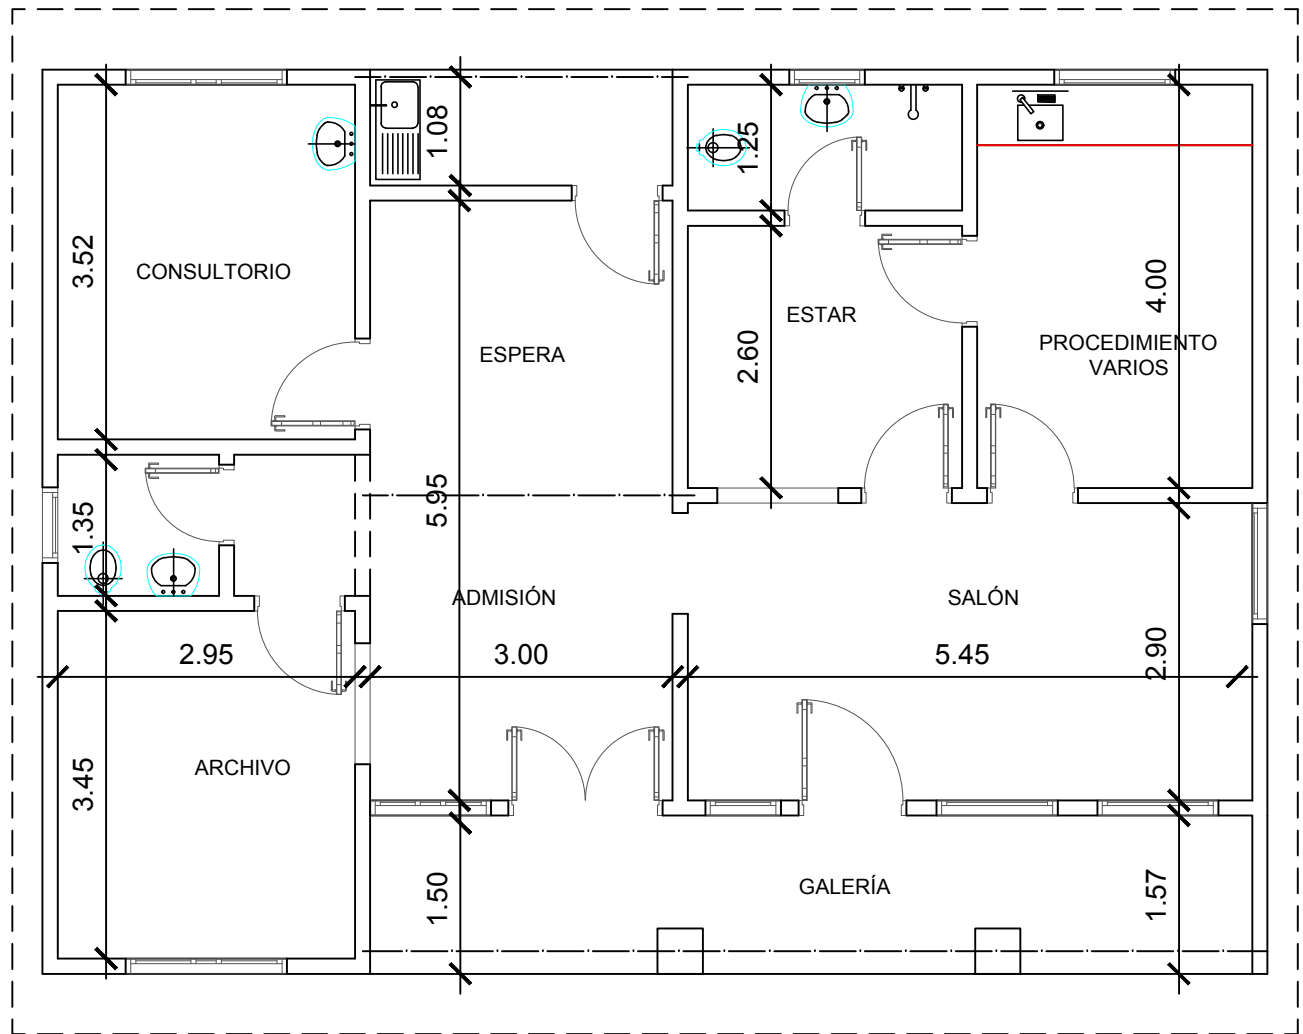 1.08
1.25
3.52
CONSULTORIO
4.00
ESTAR
ESPERA
2.60
PROCEDIMIENTO
VARIOS
5.95
1.35
ADMISIÓN
SALÓN
2.95
3.00
5.45
2.90
ARCHIVO
3.45
1.50
GALERÍA
1.57